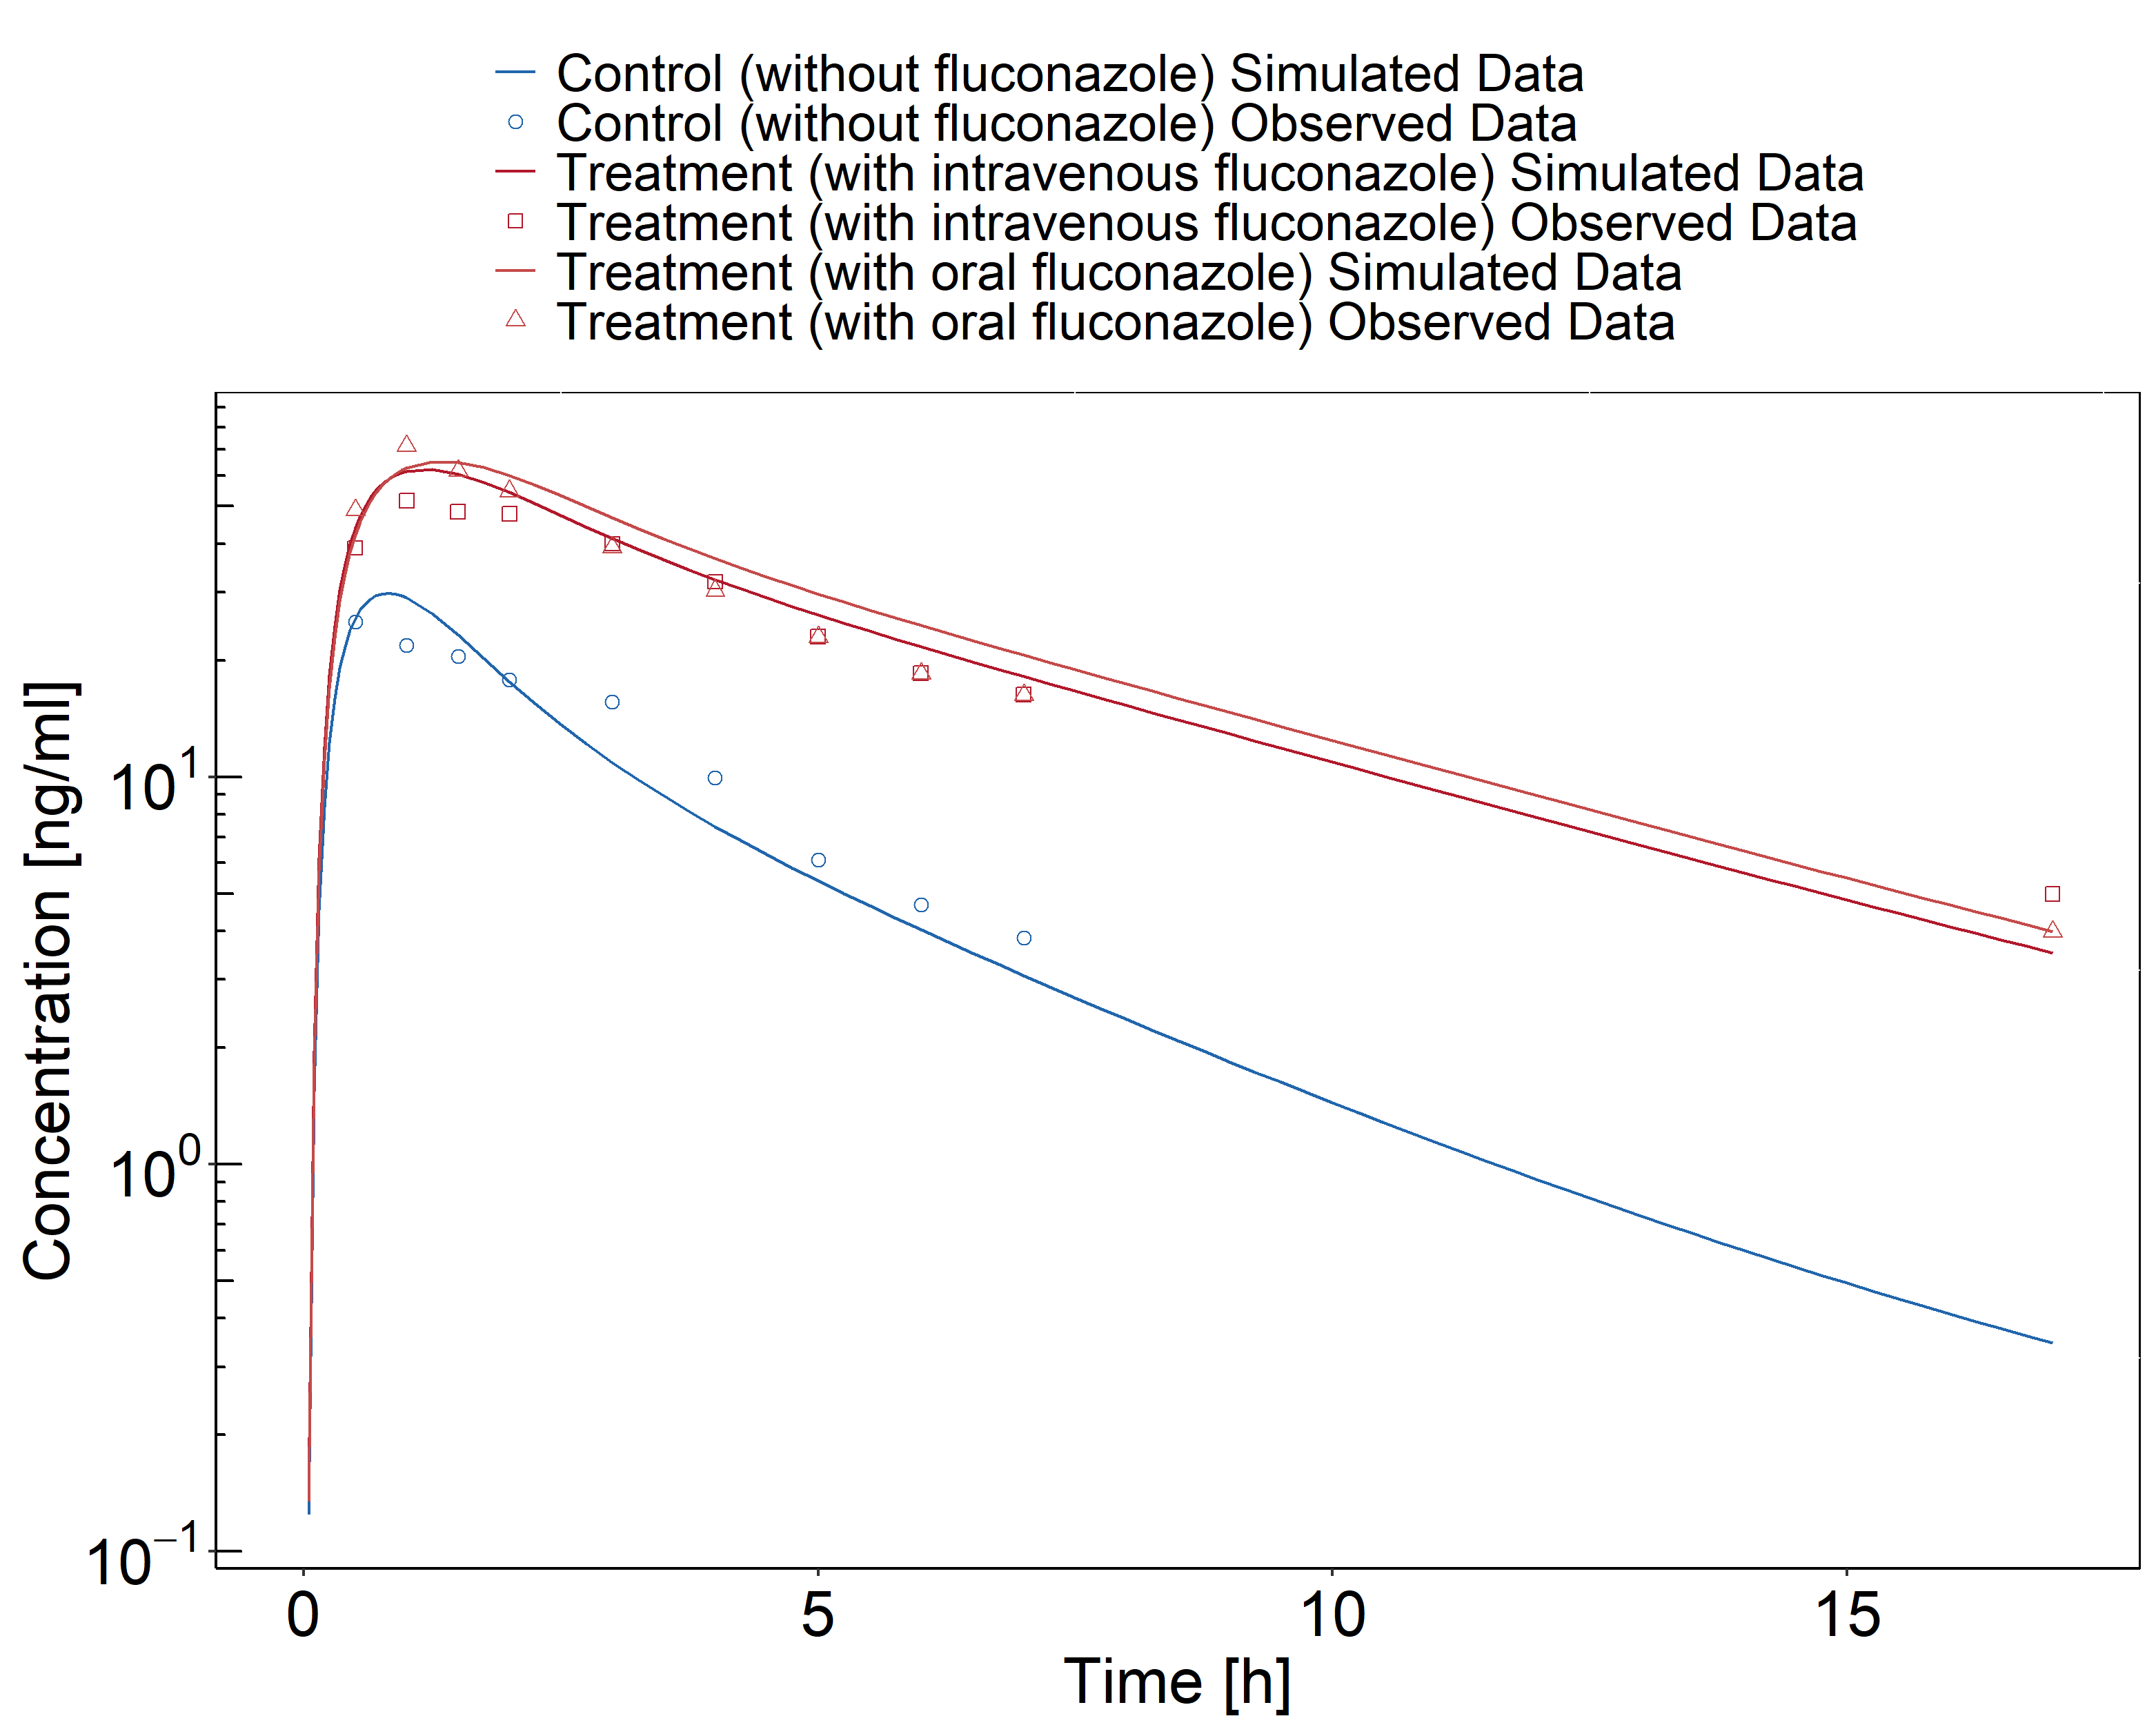 Control (without fluconazole) Simulated Data
Control (without fluconazole) Observed Data
Treatment (with intravenous fluconazole) Simulated Data
Treatment (with intravenous fluconazole) Observed Data
Treatment (with oral fluconazole) Simulated Data
Treatment (with oral fluconazole) Observed Data
Concentration [ng/ml]
10¹
10⁰
10⁻¹
0 5 10 15
Time [h]